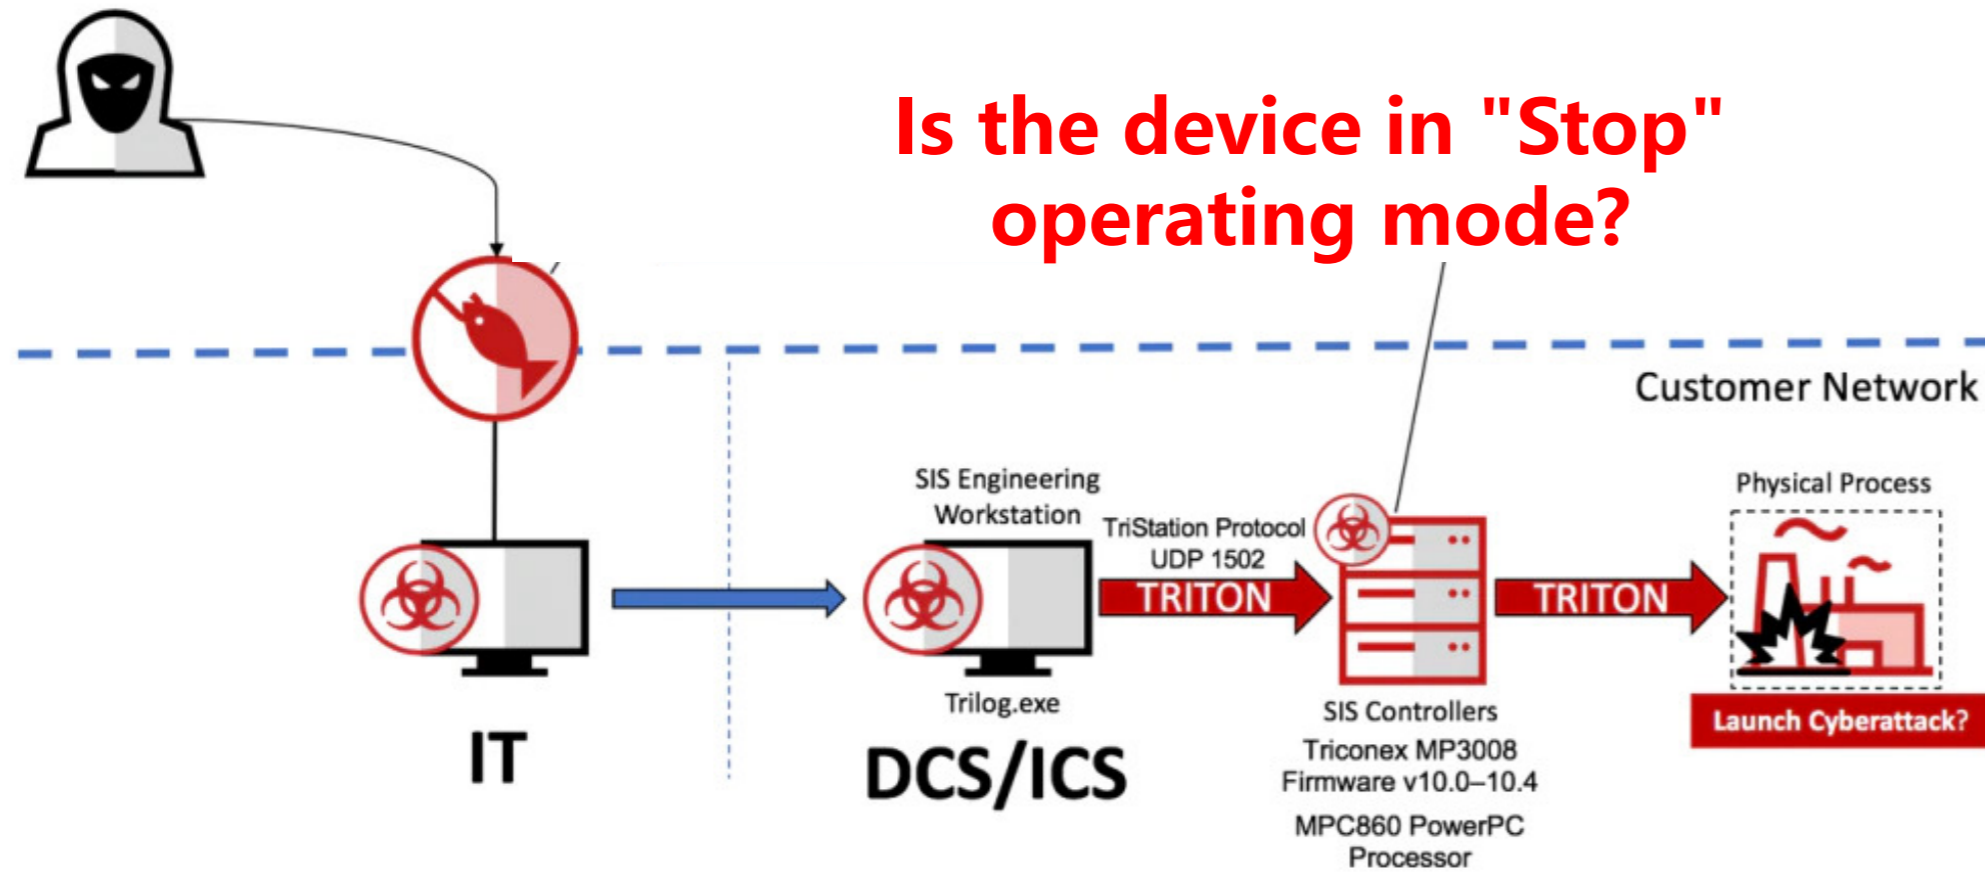 Is the device in "Stop"
operating mode?
Customer Network
SIS Engineering
Workstation
TriStation Protocol
UDP 1502
TRITON
TRITON
Physical Process
Trilog.exe
SIS Controllers
Triconex MP3008
Firmware v10.0–10.4
MPC860 PowerPC
Processor
Launch Cyberattack?
IT
DCS/ICS